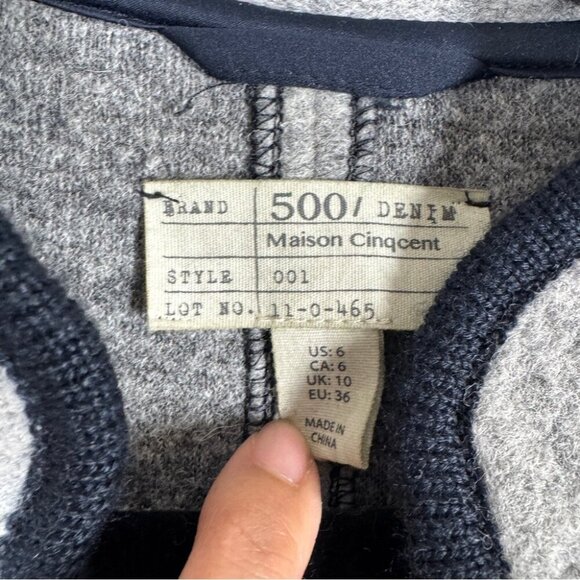 BRAND 500/ DENIM
Maison Cinqcent
STYLE 001
LOT NO. 11-0-465
US: 6
CA: 6
UK: 10
EU: 36
MADE IN
CHINA